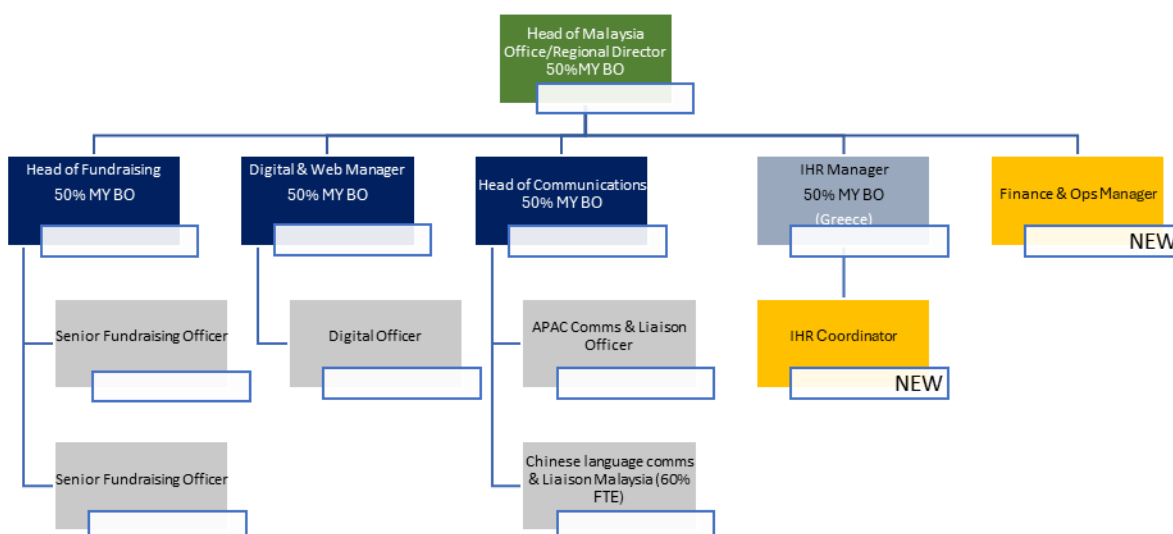 Head of Malaysia
Office/Regional Director
50%MY BO
Head of Fundraising
50% MY BO
Digital & Web Manager
50% MY BO
Head of Communications
50% MY BO
IHR Manager
50% MY BO
(Greece)
Finance & Ops Manager
NEW
Senior Fundraising Officer
Digital Officer
APAC Comms & Liaison
Officer
IHR Coordinator
NEW
Senior Fundraising Officer
Chinese language comms
& Liaison Malaysia (60%
FTE)